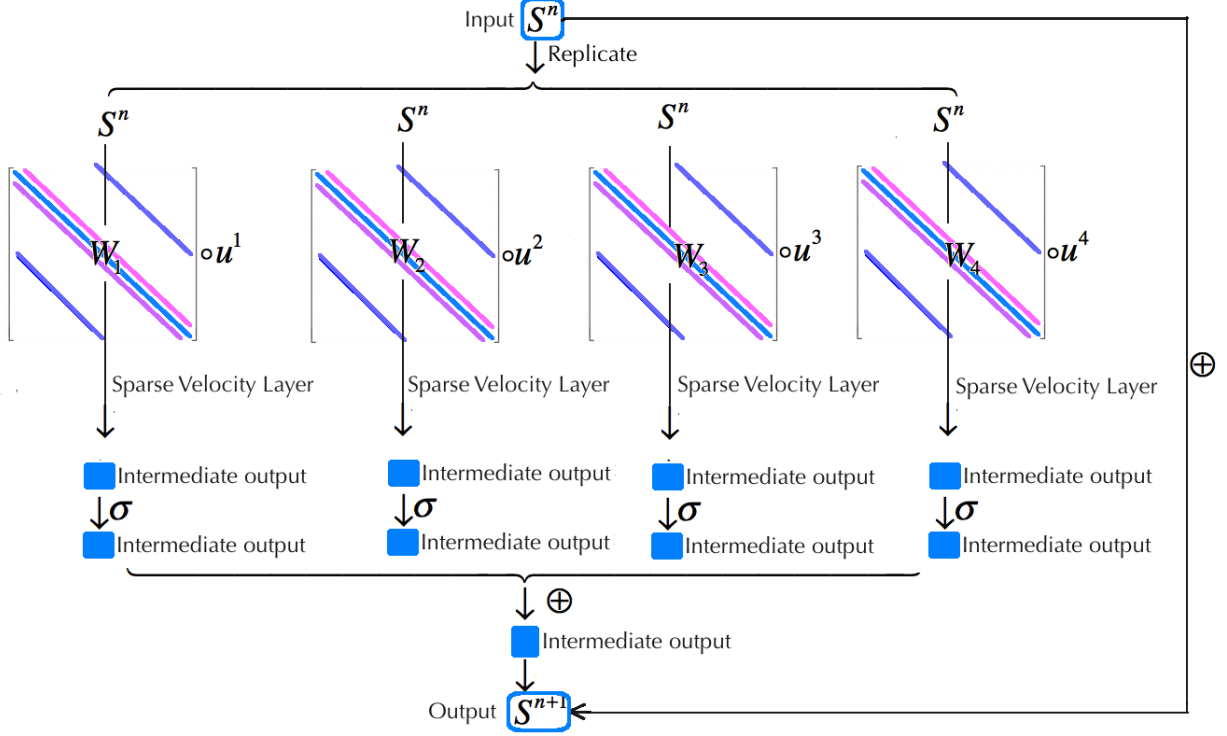 Input S^n
Replicate
S^n S^n S^n S^n
W_1 ∘u^1 W_2 ∘u^2 W_3 ∘u^3 W_4 ∘u^4
Sparse Velocity Layer Sparse Velocity Layer Sparse Velocity Layer Sparse Velocity Layer
⊕
Intermediate output Intermediate output Intermediate output Intermediate output
σ σ σ σ
Intermediate output Intermediate output Intermediate output Intermediate output
⊕
Intermediate output
Output S^{n+1}